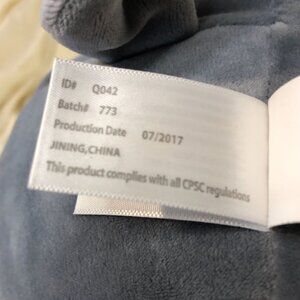 ID# Q042
Batch# 773
Production Date 07/2017
JINING,CHINA
This product complies with all CPSC regulations